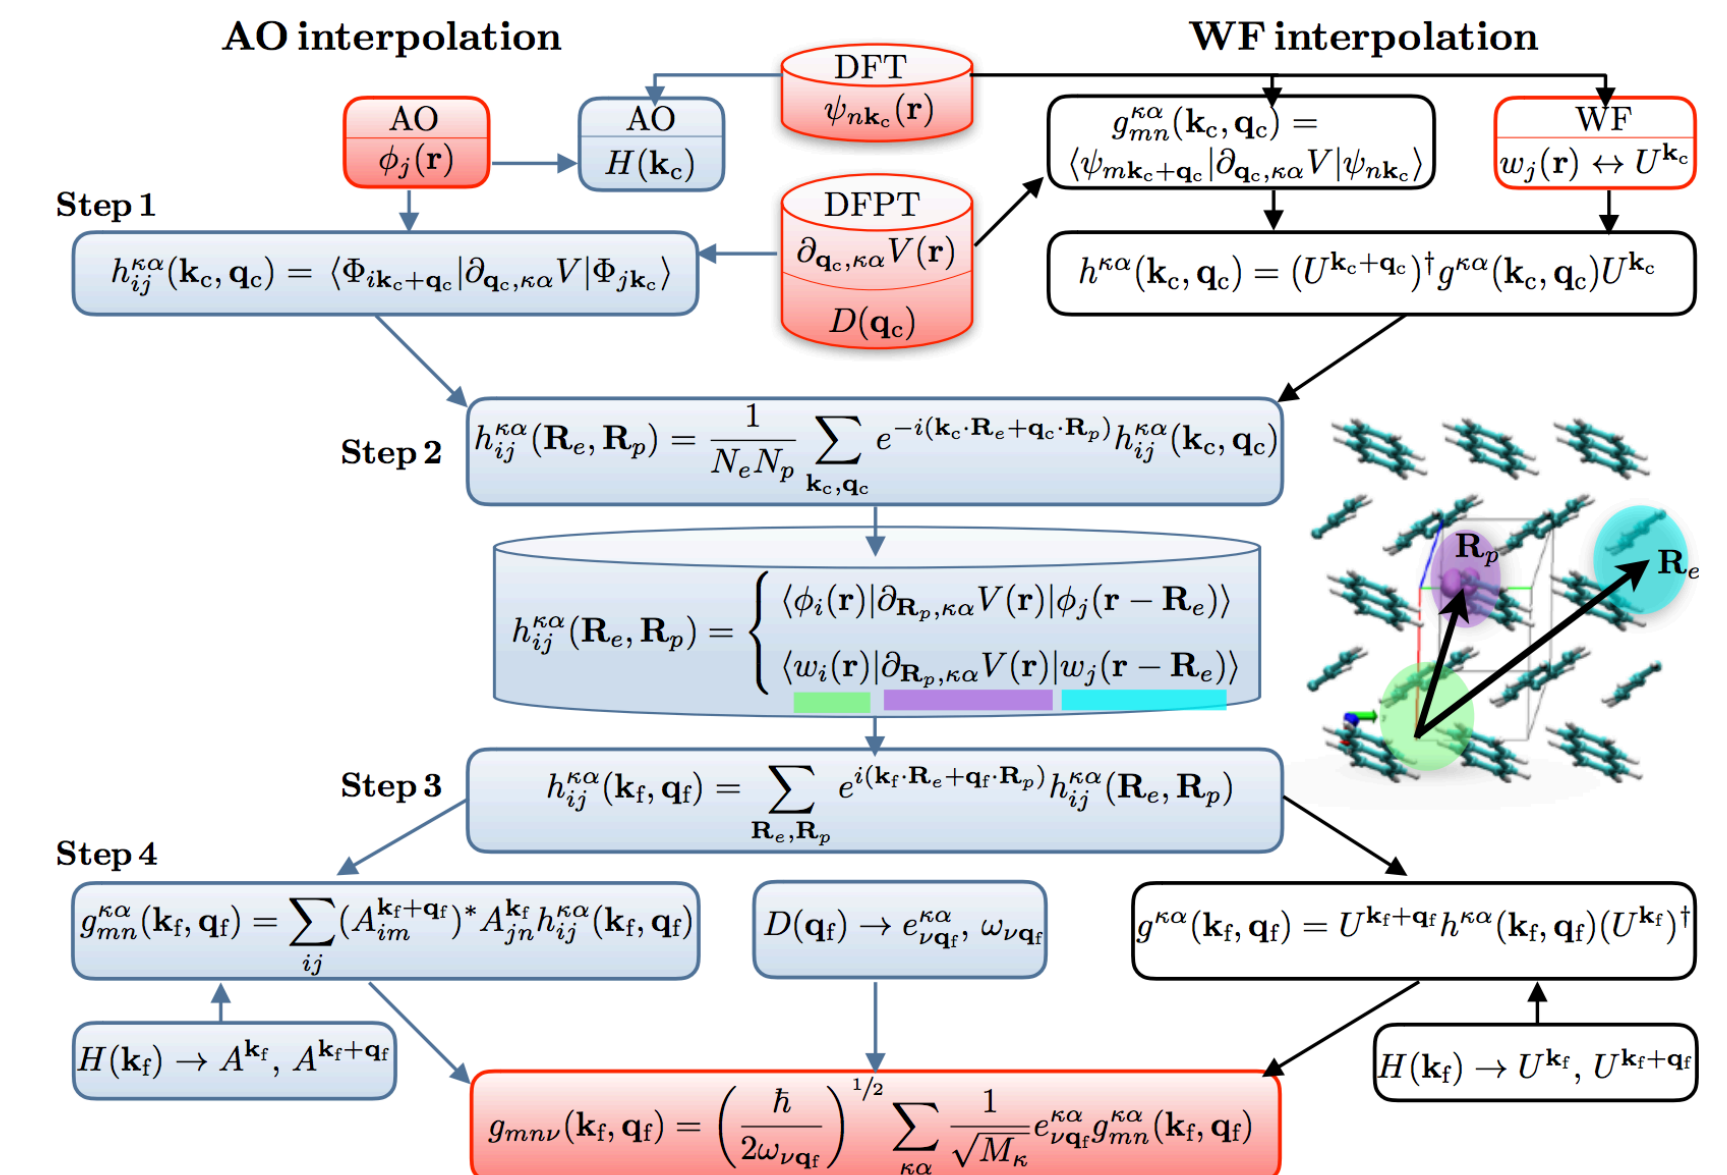 AO interpolation
WF interpolation
DFT
ψ_{n𝐤_c}(𝐫)
AO
ϕ_j(𝐫)
AO
H(𝐤_c)
g^{κα}_{mn}(𝐤_c, 𝐪_c) =
⟨ψ_{m𝐤_c+𝐪_c}|∂_{𝐪_c,κα}V|ψ_{n𝐤_c}⟩
WF
w_j(𝐫) ↔ U^{𝐤_c}
Step 1
DFPT
∂_{𝐪_c,κα}V(𝐫)
D(𝐪_c)
h^{κα}_{ij}(𝐤_c, 𝐪_c) = ⟨Φ_{i𝐤_c+𝐪_c}|∂_{𝐪_c,κα}V|Φ_{j𝐤_c}⟩
h^{κα}(𝐤_c, 𝐪_c) = (U^{𝐤_c+𝐪_c})^† g^{κα}(𝐤_c, 𝐪_c)U^{𝐤_c}
Step 2
h^{κα}_{ij}(𝐑_e, 𝐑_p) = \frac{1}{N_e N_p} ∑_{𝐤_c,𝐪_c} e^{-i(𝐤_c·𝐑_e+𝐪_c·𝐑_p)} h^{κα}_{ij}(𝐤_c, 𝐪_c)
h^{κα}_{ij}(𝐑_e, 𝐑_p) = {
⟨ϕ_i(𝐫)|∂_{𝐑_p,κα}V(𝐫)|ϕ_j(𝐫 − 𝐑_e)⟩
⟨w_i(𝐫)|∂_{𝐑_p,κα}V(𝐫)|w_j(𝐫 − 𝐑_e)⟩
𝐑_p
𝐑_e
Step 3
h^{κα}_{ij}(𝐤_f, 𝐪_f) = ∑_{𝐑_e,𝐑_p} e^{i(𝐤_f·𝐑_e+𝐪_f·𝐑_p)} h^{κα}_{ij}(𝐑_e, 𝐑_p)
Step 4
g^{κα}_{mn}(𝐤_f, 𝐪_f) = ∑_{ij} (A^{𝐤_f+𝐪_f}_{im})^* A^{𝐤_f}_{jn} h^{κα}_{ij}(𝐤_f, 𝐪_f)
D(𝐪_f) → e^{κα}_{ν𝐪_f}, ω_{ν𝐪_f}
g^{κα}(𝐤_f, 𝐪_f) = U^{𝐤_f+𝐪_f} h^{κα}(𝐤_f, 𝐪_f)(U^{𝐤_f})^†
H(𝐤_f) → A^{𝐤_f}, A^{𝐤_f+𝐪_f}
H(𝐤_f) → U^{𝐤_f}, U^{𝐤_f+𝐪_f}
g_{mnν}(𝐤_f, 𝐪_f) = (\frac{ħ}{2ω_{ν𝐪_f}})^{1/2} ∑_{κα} \frac{1}{\sqrt{M_κ}} e^{κα}_{ν𝐪_f} g^{κα}_{mn}(𝐤_f, 𝐪_f)